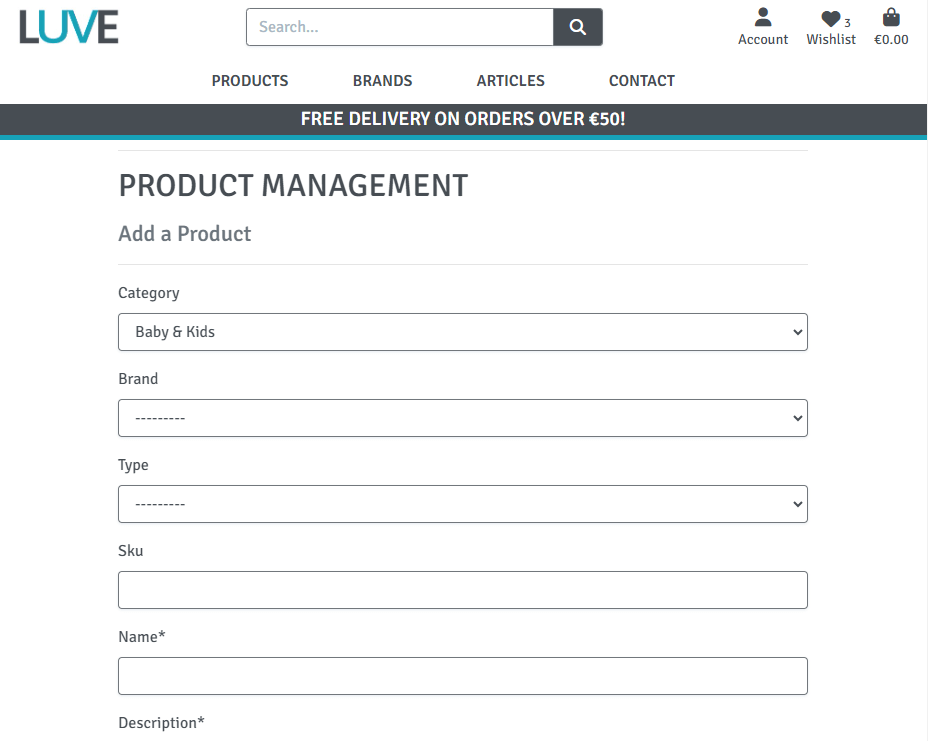 LUVE
Search...
Account
3
Wishlist
€0.00
PRODUCTS BRANDS ARTICLES CONTACT
FREE DELIVERY ON ORDERS OVER €50!
PRODUCT MANAGEMENT
Add a Product
Category
Baby & Kids
Brand
---------
Type
---------
Sku
Name*
Description*